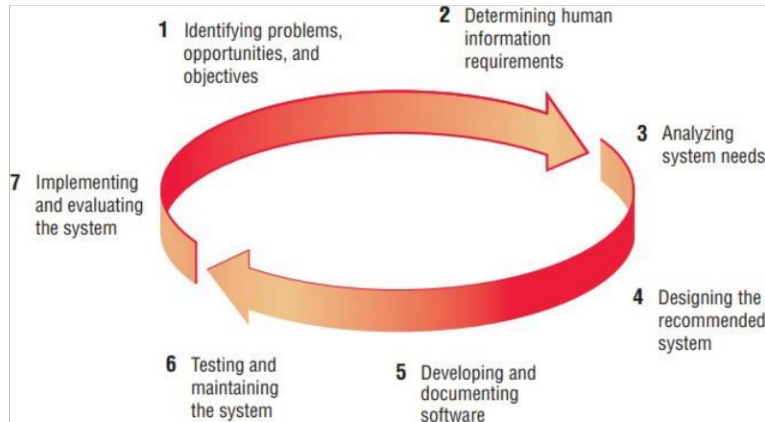 1 Identifying problems,
opportunities, and
objectives
2 Determining human
information
requirements
3 Analyzing
system needs
4 Designing the
recommended
system
5 Developing and
documenting
software
6 Testing and
maintaining
the system
7 Implementing
and evaluating
the system